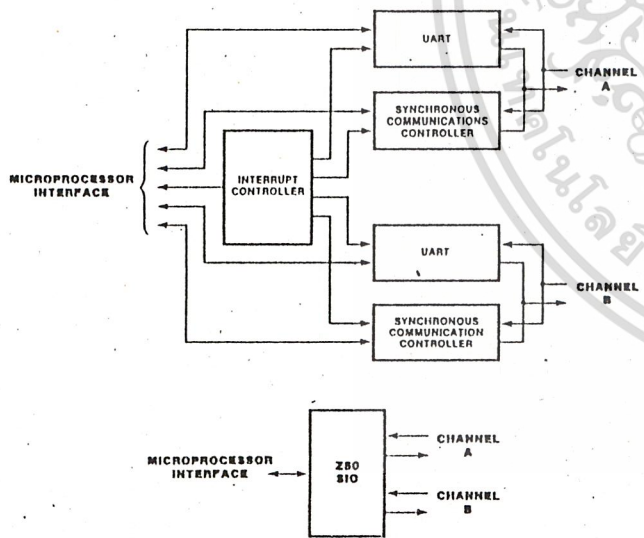 UART
CHANNEL
A
SYNCHRONOUS
COMMUNICATIONS
CONTROLLER
MICROPROCESSOR
INTERFACE
INTERRUPT
CONTROLLER
UART
CHANNEL
B
SYNCHRONOUS
COMMUNICATION
CONTROLLER
MICROPROCESSOR
INTERFACE
Z80
SIO
CHANNEL
A
CHANNEL
B